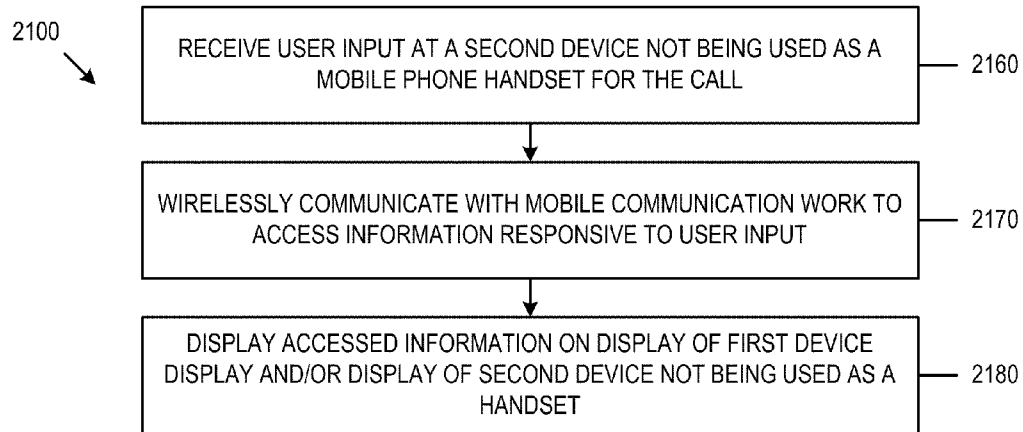 2100
RECEIVE USER INPUT AT A SECOND DEVICE NOT BEING USED AS A
MOBILE PHONE HANDSET FOR THE CALL
2160
WIRELESSLY COMMUNICATE WITH MOBILE COMMUNICATION WORK TO
ACCESS INFORMATION RESPONSIVE TO USER INPUT
2170
DISPLAY ACCESSED INFORMATION ON DISPLAY OF FIRST DEVICE
DISPLAY AND/OR DISPLAY OF SECOND DEVICE NOT BEING USED AS A
HANDSET
2180